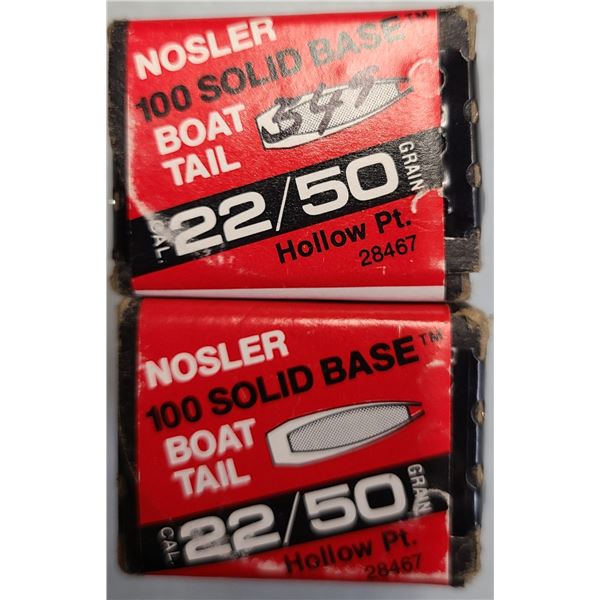 NOSLER
100 SOLID BASE™
BOAT
TAIL
349
CAL. 22/50 GRAIN
Hollow Pt.
28467
NOSLER
100 SOLID BASE™
BOAT
TAIL
CAL. 22/50 GRAIN
Hollow Pt.
28467